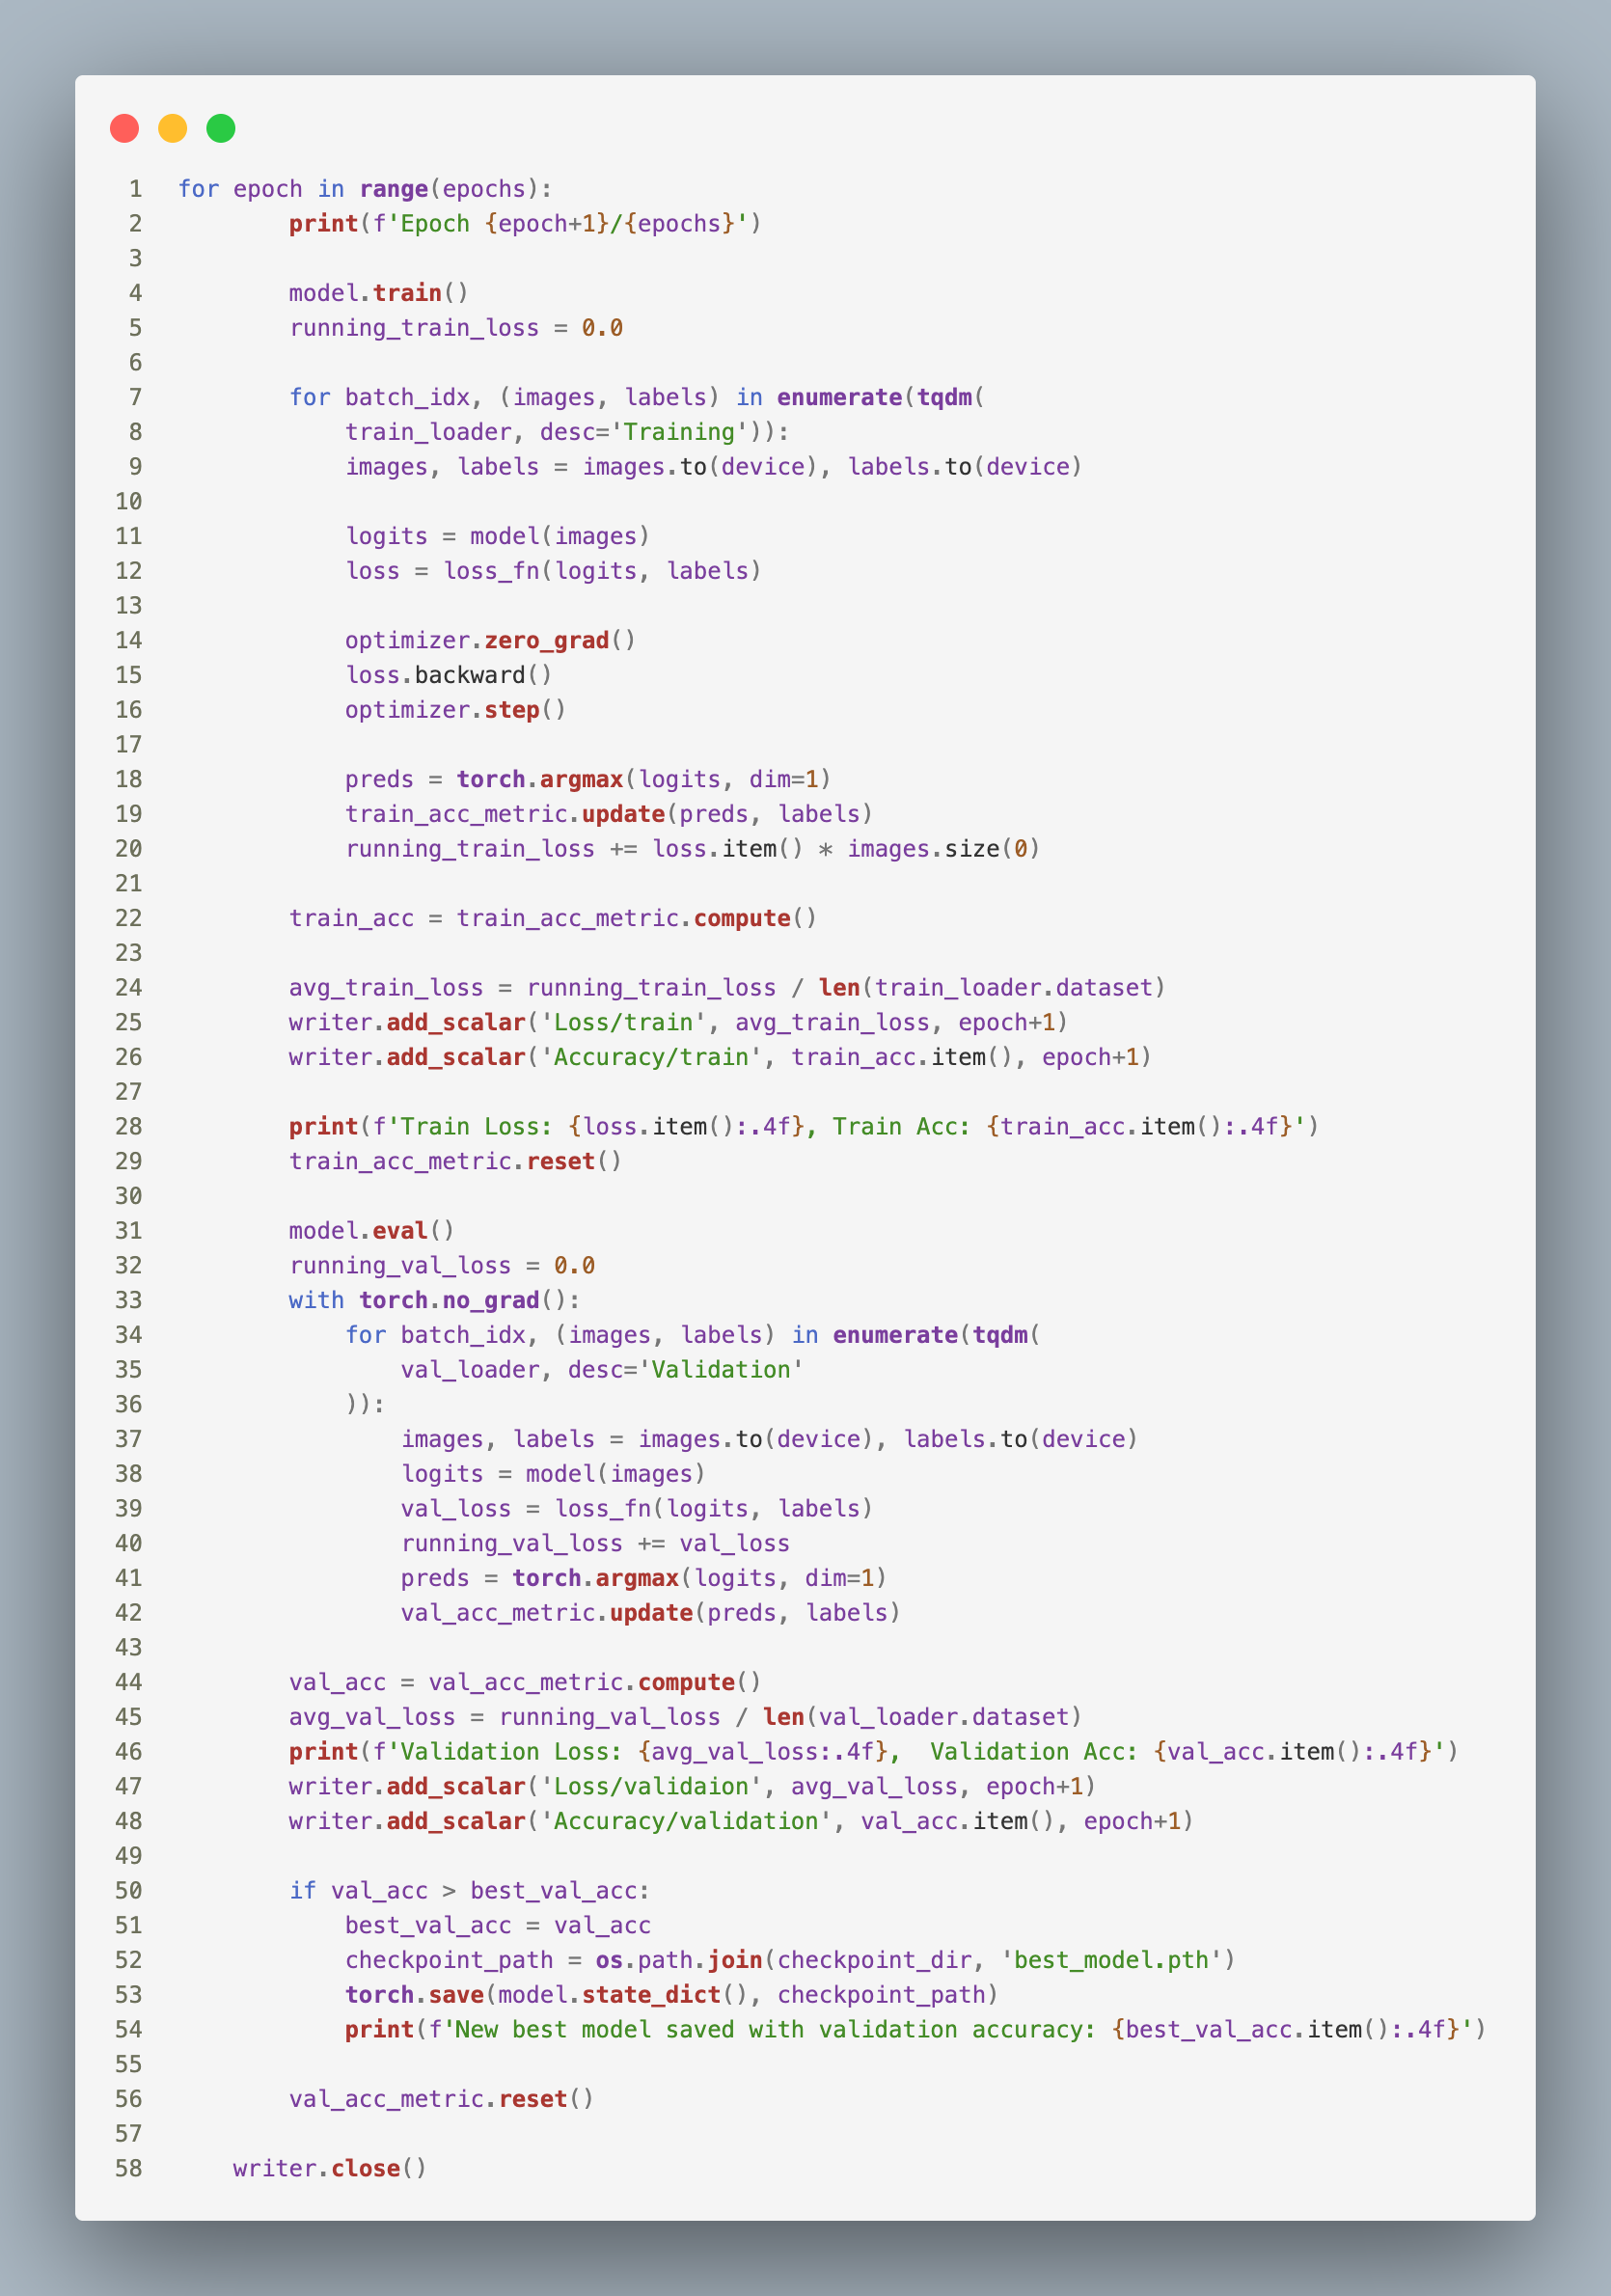 1 for epoch in range(epochs):
2         print(f'Epoch {epoch+1}/{epochs}')
3
4         model.train()
5         running_train_loss = 0.0
6
7         for batch_idx, (images, labels) in enumerate(tqdm(
8             train_loader, desc='Training')):
9             images, labels = images.to(device), labels.to(device)
10
11             logits = model(images)
12             loss = loss_fn(logits, labels)
13
14             optimizer.zero_grad()
15             loss.backward()
16             optimizer.step()
17
18             preds = torch.argmax(logits, dim=1)
19             train_acc_metric.update(preds, labels)
20             running_train_loss += loss.item() * images.size(0)
21
22         train_acc = train_acc_metric.compute()
23
24         avg_train_loss = running_train_loss / len(train_loader.dataset)
25         writer.add_scalar('Loss/train', avg_train_loss, epoch+1)
26         writer.add_scalar('Accuracy/train', train_acc.item(), epoch+1)
27
28         print(f'Train Loss: {loss.item():.4f}, Train Acc: {train_acc.item():.4f}')
29         train_acc_metric.reset()
30
31         model.eval()
32         running_val_loss = 0.0
33         with torch.no_grad():
34             for batch_idx, (images, labels) in enumerate(tqdm(
35                 val_loader, desc='Validation'
36             )):
37                 images, labels = images.to(device), labels.to(device)
38                 logits = model(images)
39                 val_loss = loss_fn(logits, labels)
40                 running_val_loss += val_loss
41                 preds = torch.argmax(logits, dim=1)
42                 val_acc_metric.update(preds, labels)
43
44         val_acc = val_acc_metric.compute()
45         avg_val_loss = running_val_loss / len(val_loader.dataset)
46         print(f'Validation Loss: {avg_val_loss:.4f},  Validation Acc: {val_acc.item():.4f}')
47         writer.add_scalar('Loss/validaion', avg_val_loss, epoch+1)
48         writer.add_scalar('Accuracy/validation', val_acc.item(), epoch+1)
49
50         if val_acc > best_val_acc:
51             best_val_acc = val_acc
52             checkpoint_path = os.path.join(checkpoint_dir, 'best_model.pth')
53             torch.save(model.state_dict(), checkpoint_path)
54             print(f'New best model saved with validation accuracy: {best_val_acc.item():.4f}')
55
56         val_acc_metric.reset()
57
58     writer.close()